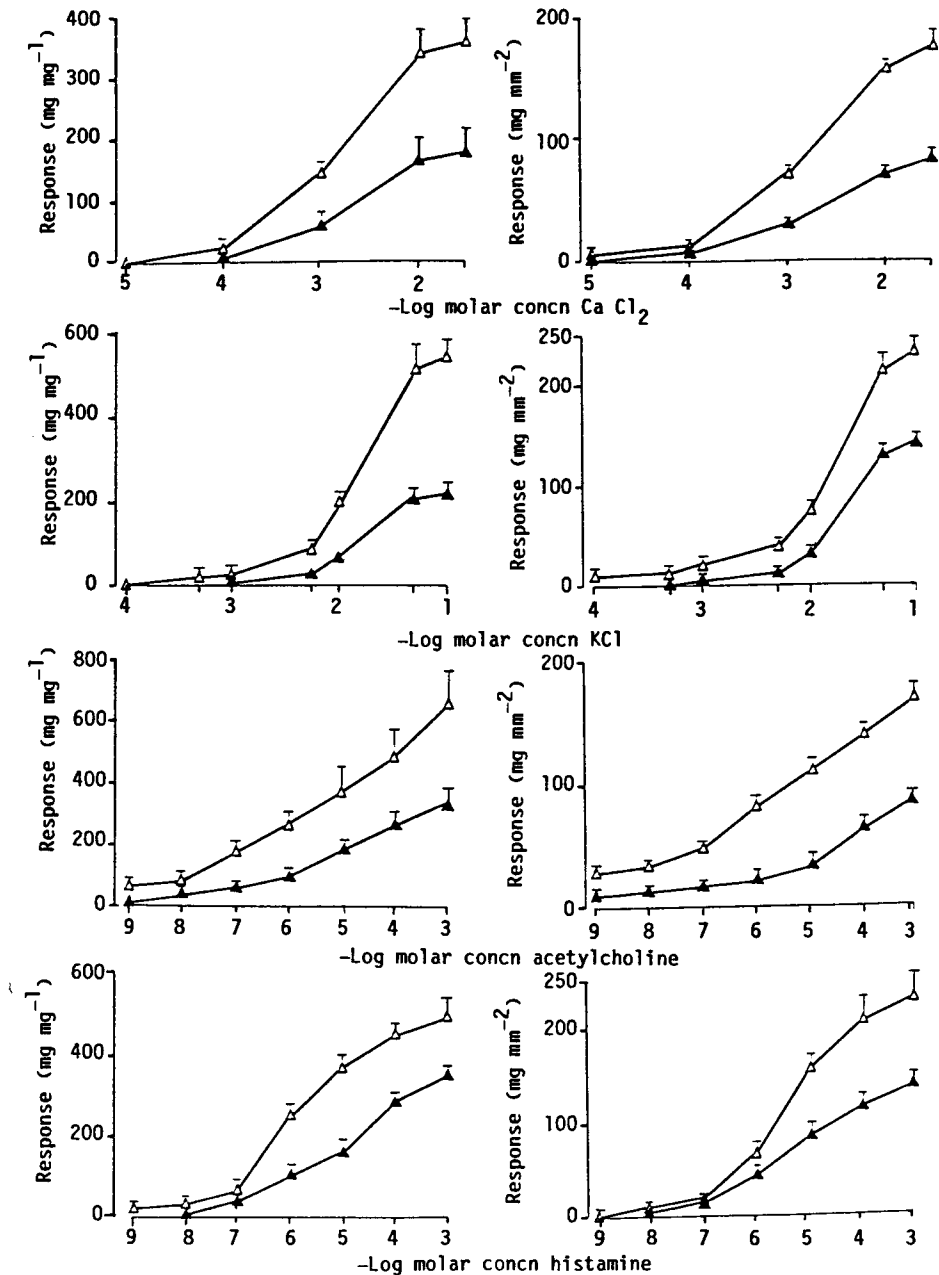 400
300
200
100
0
Response (mg mg⁻¹)
5 4 3 2
200
100
0
Response (mg mm⁻²)
5 4 3 2
-Log molar concn Ca Cl₂
600
400
200
0
Response (mg mg⁻¹)
4 3 2 1
250
200
100
0
Response (mg mm⁻²)
4 3 2 1
-Log molar concn KCl
800
600
400
200
0
Response (mg mg⁻¹)
9 8 7 6 5 4 3
200
100
0
Response (mg mm⁻²)
9 8 7 6 5 4 3
-Log molar concn acetylcholine
600
400
200
0
Response (mg mg⁻¹)
9 8 7 6 5 4 3
250
200
100
0
Response (mg mm⁻²)
9 8 7 6 5 4 3
-Log molar concn histamine